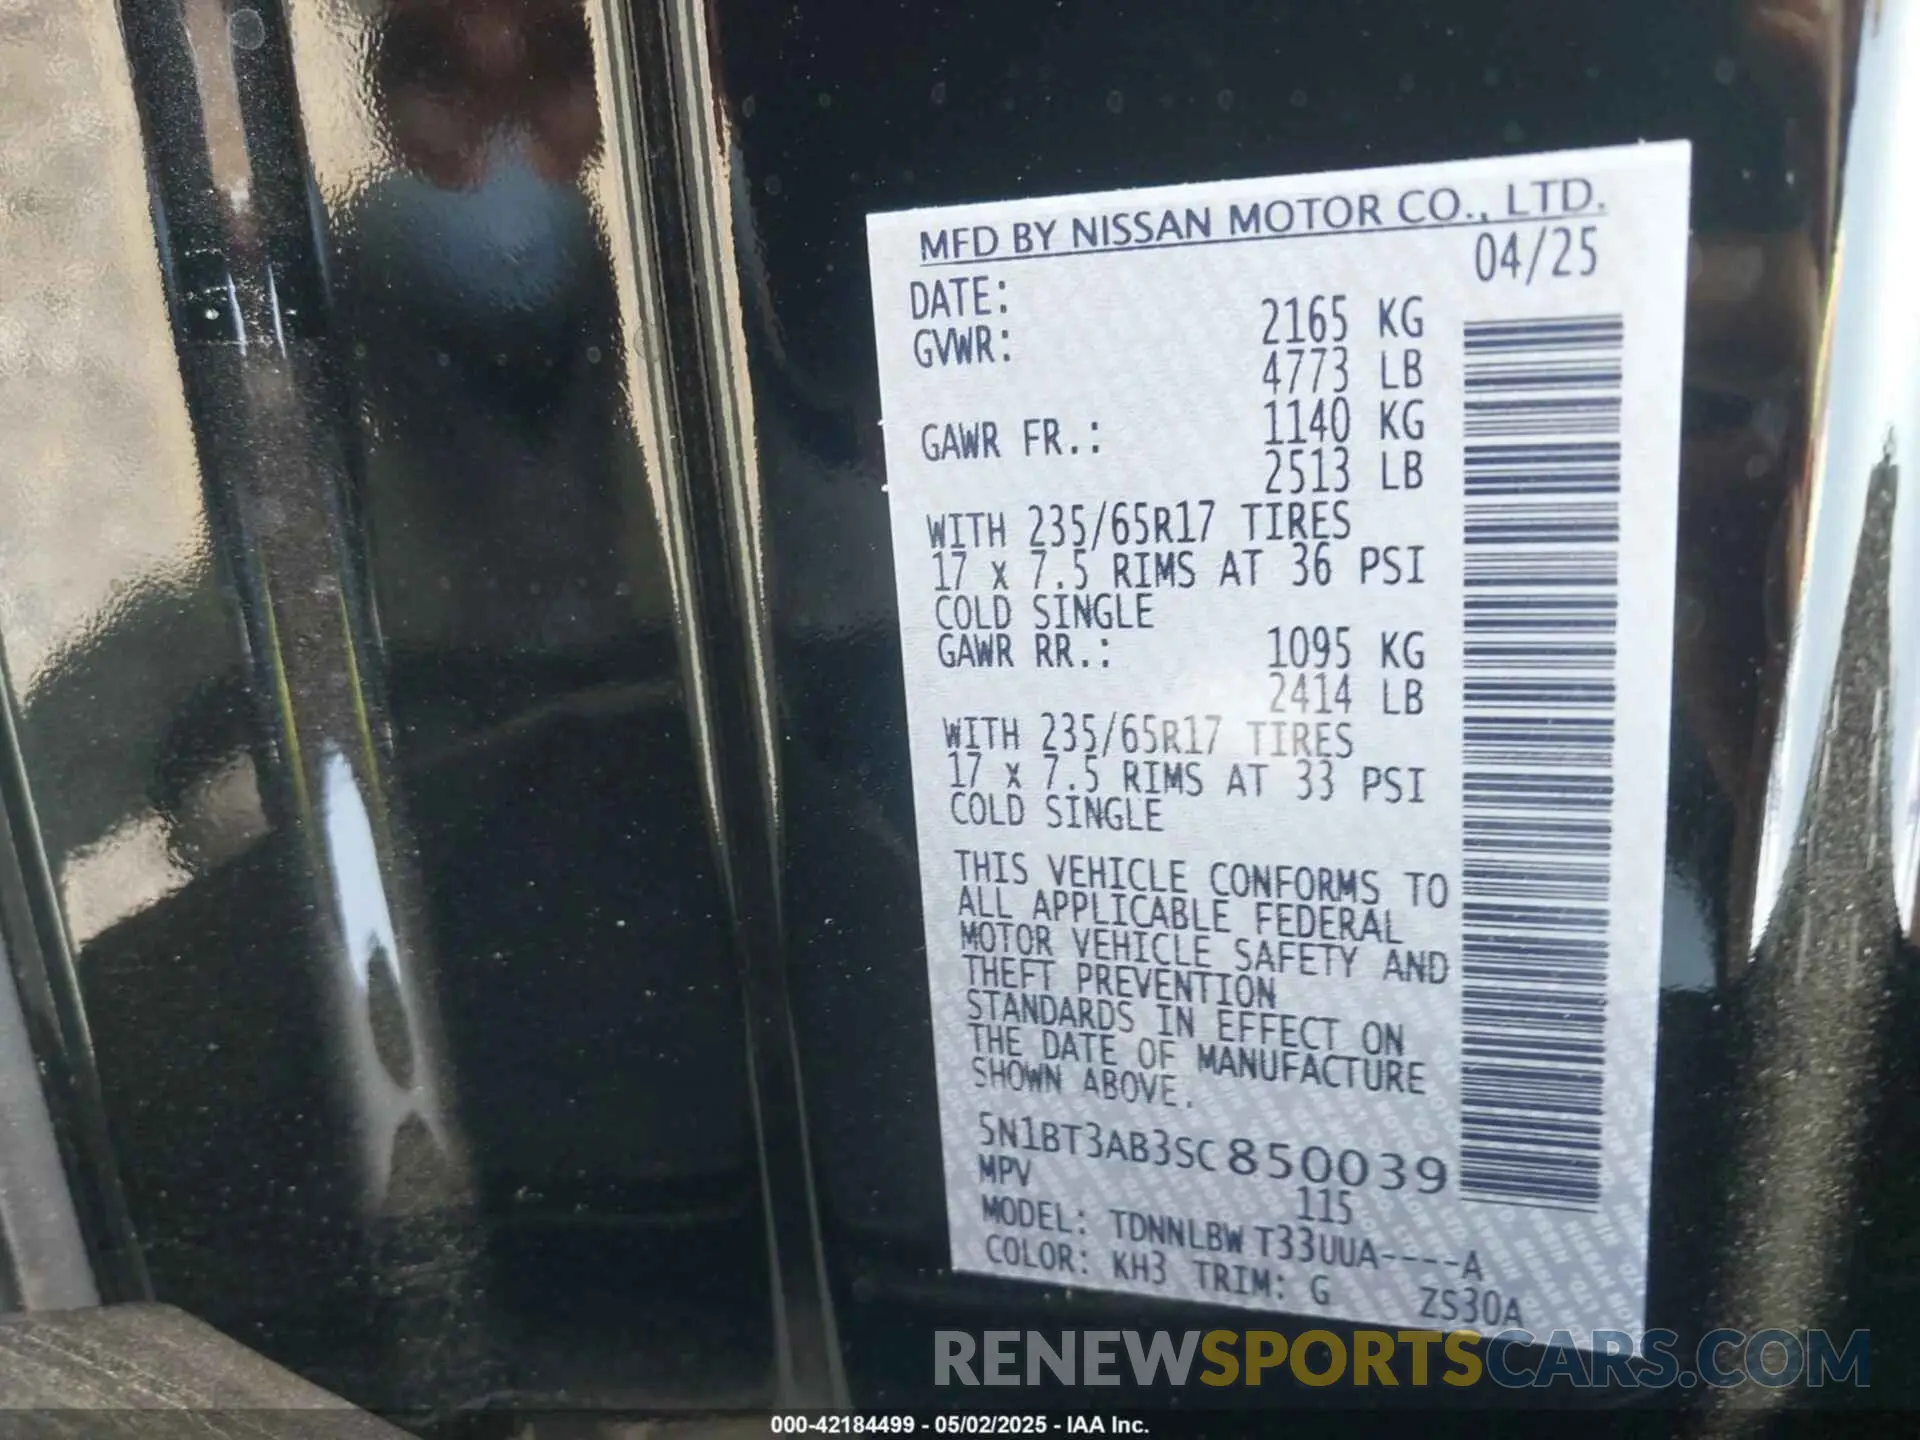 MFD BY NISSAN MOTOR CO., LTD.
DATE: 04/25
GVWR: 2165 KG
4773 LB
GAWR FR.: 1140 KG
2513 LB
WITH 235/65R17 TIRES
17 x 7.5 RIMS AT 36 PSI
COLD SINGLE
GAWR RR.: 1095 KG
2414 LB
WITH 235/65R17 TIRES
17 x 7.5 RIMS AT 33 PSI
COLD SINGLE
THIS VEHICLE CONFORMS TO
ALL APPLICABLE FEDERAL
MOTOR VEHICLE SAFETY AND
THEFT PREVENTION
STANDARDS IN EFFECT ON
THE DATE OF MANUFACTURE
SHOWN ABOVE.
5N1BT3AB3SC850039
MPV 115
MODEL: TDNNLBW T33UUA----A
COLOR: KH3 TRIM: G ZS30A
RENEWSPORTSCARS.COM
000-42184499 - 05/02/2025 - IAA Inc.